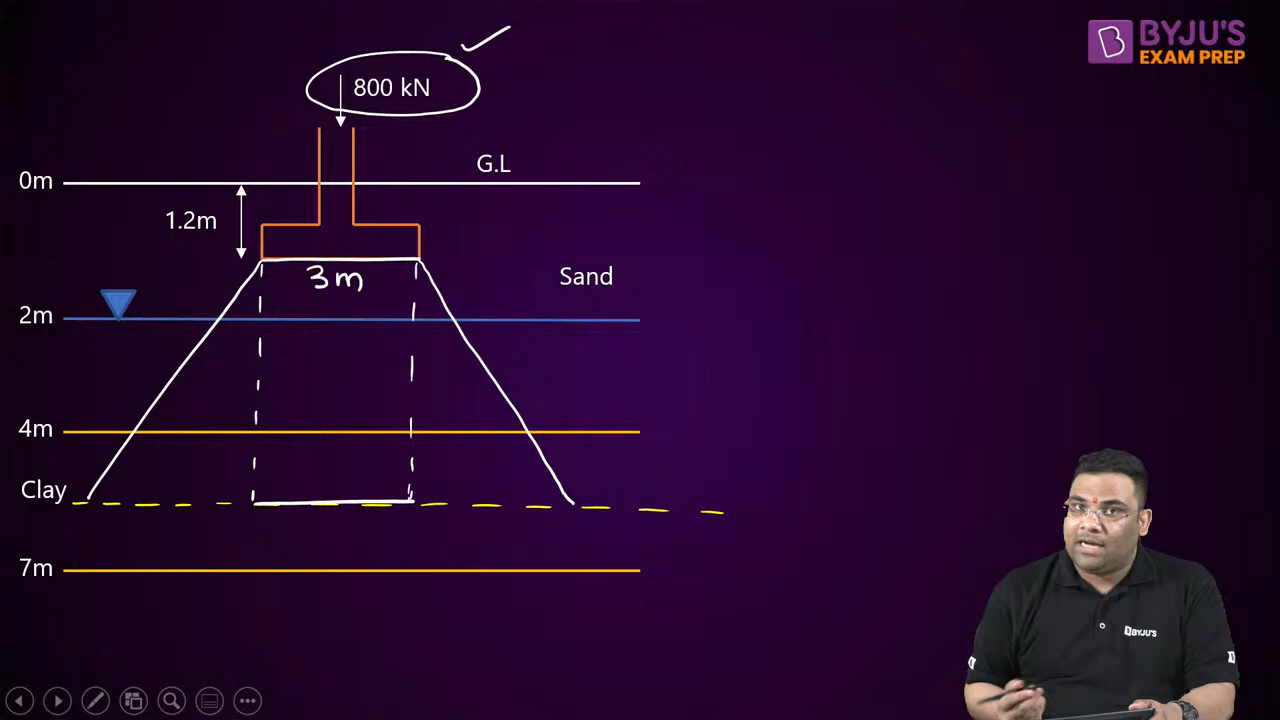 BYJU'S
EXAM PREP
800 kN
G.L
0m
1.2m
3m
Sand
2m
4m
Clay
7m
BYJU'S